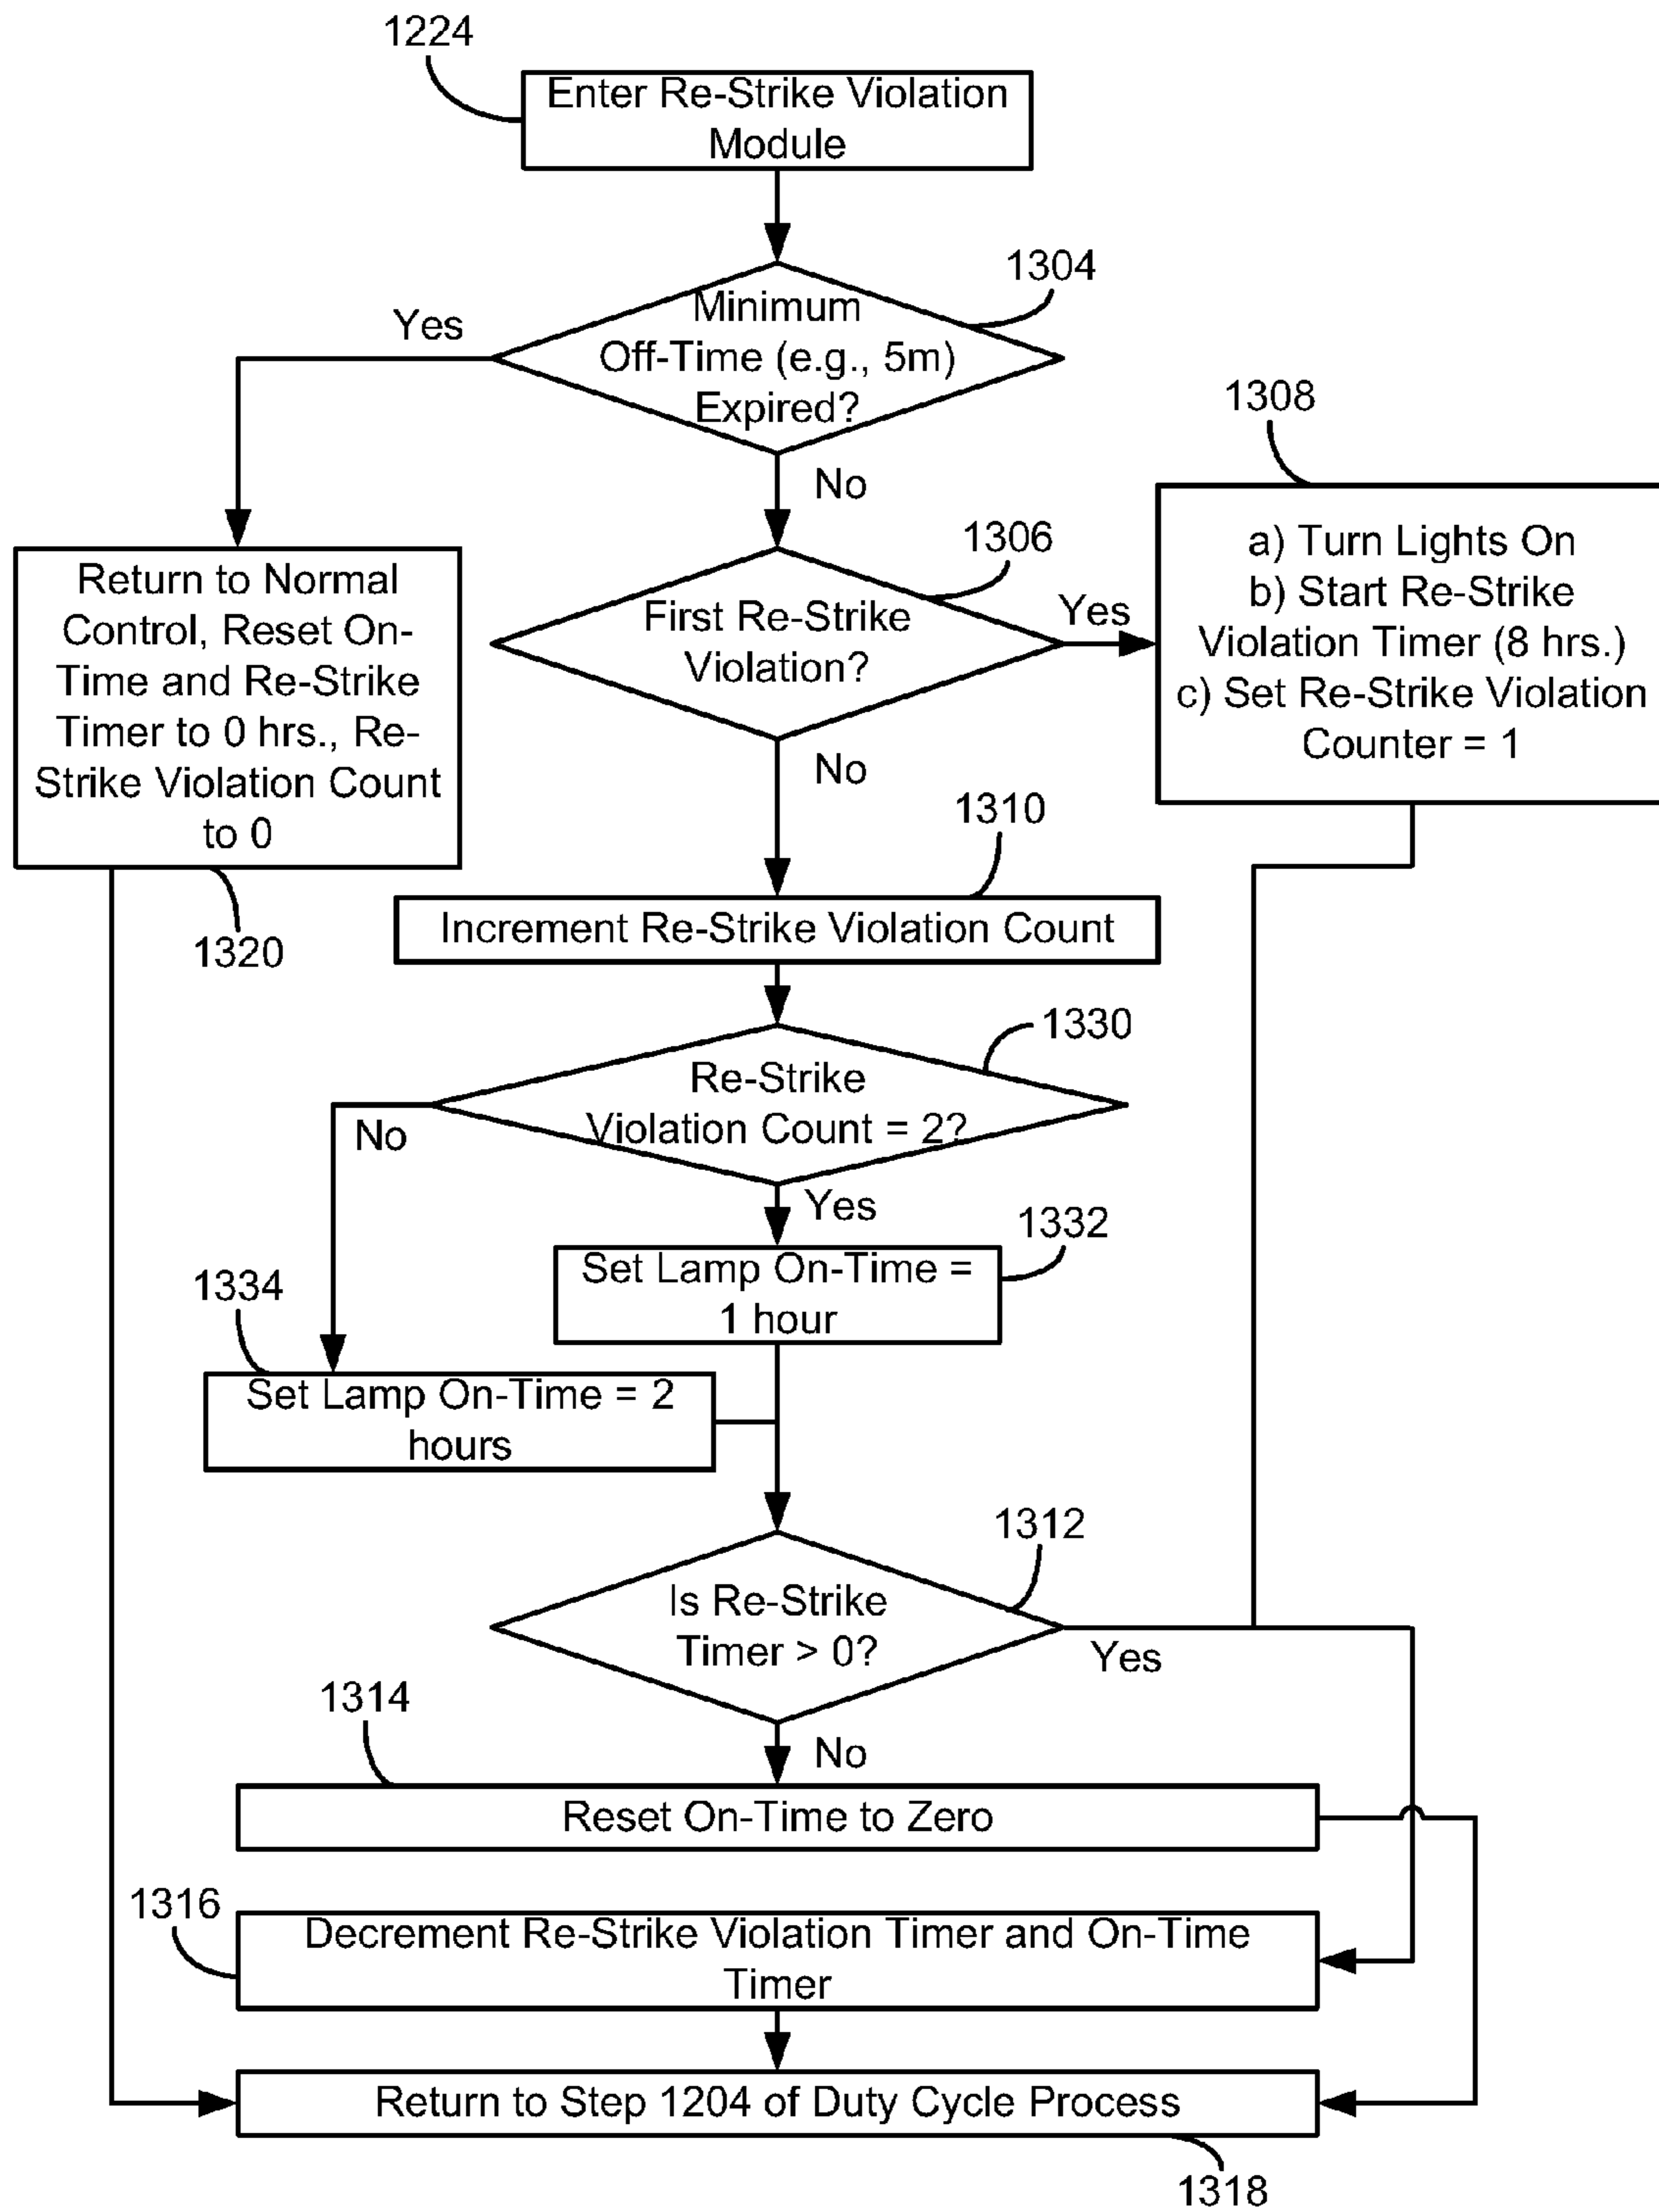 1224
Enter Re-Strike Violation
Module
1304
Yes
Minimum
Off-Time (e.g., 5m)
Expired?
No
1308
a) Turn Lights On
b) Start Re-Strike
Violation Timer (8 hrs.)
c) Set Re-Strike Violation
Counter = 1
1306
First Re-Strike
Violation?
Yes
No
Return to Normal
Control, Reset On-
Time and Re-Strike
Timer to 0 hrs., Re-
Strike Violation Count
to 0
1320
1310
Increment Re-Strike Violation Count
1330
Re-Strike
Violation Count = 2?
No
Yes
1332
Set Lamp On-Time =
1 hour
1334
Set Lamp On-Time = 2
hours
1312
Is Re-Strike
Timer > 0?
Yes
No
1314
Reset On-Time to Zero
1316
Decrement Re-Strike Violation Timer and On-Time
Timer
Return to Step 1204 of Duty Cycle Process
1318